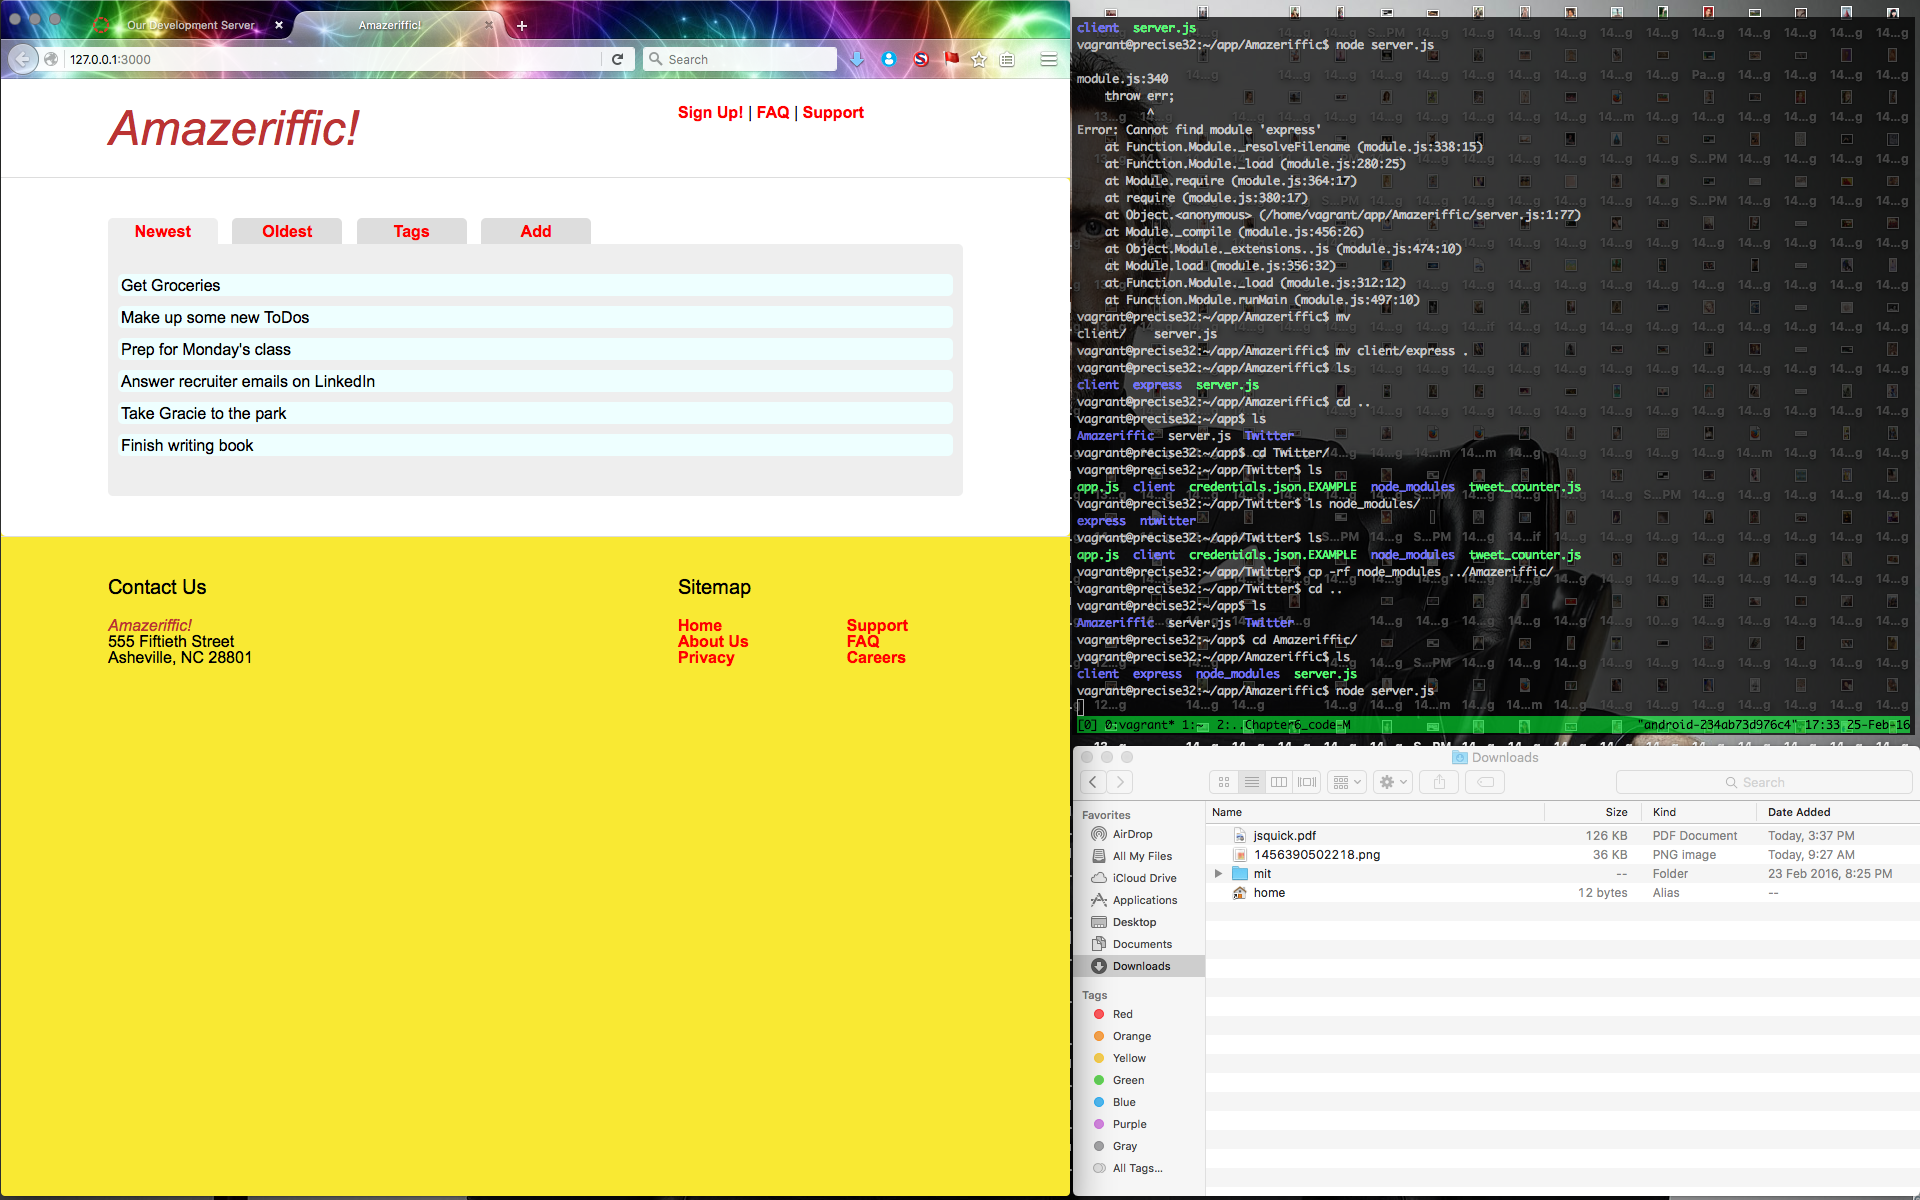 Our Development Server
Amazeriffic!
127.0.0.1:3000
Search
Amazeriffic!
Sign Up! | FAQ | Support
Newest
Oldest
Tags
Add
Get Groceries
Make up some new ToDos
Prep for Monday's class
Answer recruiter emails on LinkedIn
Take Gracie to the park
Finish writing book
Contact Us
Amazeriffic!
555 Fiftieth Street
Asheville, NC 28801
Sitemap
Home
About Us
Privacy
Support
FAQ
Careers
client  server.js
vagrant@precise32:~/app/Amazeriffic$ node server.js
module.js:340
    throw err;
          ^
Error: Cannot find module 'express'
    at Function.Module._resolveFilename (module.js:338:15)
    at Function.Module._load (module.js:280:25)
    at Module.require (module.js:364:17)
    at require (module.js:380:17)
    at Object.<anonymous> (/home/vagrant/app/Amazeriffic/server.js:1:77)
    at Module._compile (module.js:456:26)
    at Object.Module._extensions..js (module.js:474:10)
    at Module.load (module.js:356:32)
    at Function.Module._load (module.js:312:12)
    at Function.Module.runMain (module.js:497:10)
vagrant@precise32:~/app/Amazeriffic$ mv
client/    server.js
vagrant@precise32:~/app/Amazeriffic$ mv client/express .
vagrant@precise32:~/app/Amazeriffic$ ls
client  express  server.js
vagrant@precise32:~/app/Amazeriffic$ cd ..
vagrant@precise32:~/app$ ls
Amazeriffic  server.js  Twitter
vagrant@precise32:~/app$ cd Twitter/
vagrant@precise32:~/app/Twitter$ ls
app.js  client  credentials.json.EXAMPLE  node_modules  tweet_counter.js
vagrant@precise32:~/app/Twitter$ ls node_modules/
express  ntwitter
vagrant@precise32:~/app/Twitter$ ls
app.js  client  credentials.json.EXAMPLE  node_modules  tweet_counter.js
vagrant@precise32:~/app/Twitter$ cp -rf node_modules ../Amazeriffic/
vagrant@precise32:~/app/Twitter$ cd ..
vagrant@precise32:~/app$ ls
Amazeriffic  server.js  Twitter
vagrant@precise32:~/app$ cd Amazeriffic/
vagrant@precise32:~/app/Amazeriffic$ ls
client  express  node_modules  server.js
vagrant@precise32:~/app/Amazeriffic$ node server.js
[0] 0:vagrant* 1:~  2:..Chapter6_code-M "android-234ab73d976c4" 17:33 25-Feb-16
Downloads
Search
Favorites
AirDrop
All My Files
iCloud Drive
Applications
Desktop
Documents
Downloads
Tags
Red
Orange
Yellow
Green
Blue
Purple
Gray
All Tags...
Name Size Kind Date Added
jsquick.pdf 126 KB PDF Document Today, 3:37 PM
1456390502218.png 36 KB PNG image Today, 9:27 AM
mit -- Folder 23 Feb 2016, 8:25 PM
home 12 bytes Alias --